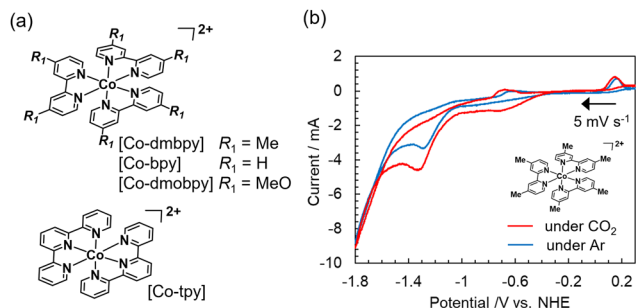 (a)
R1
R1
2+
R1
R1
N
N
N
Co
N
N
N
R1
R1
[Co-dmbpy] R1 = Me
[Co-bpy] R1 = H
[Co-dmobpy] R1 = MeO
2+
N
N
N
Co
N
N
N
[Co-tpy]
(b)
2
0
-2
-4
-6
-8
-10
Current / mA
5 mV s-1
2+
Me
Me
Me
Me
N
N
N
Co
N
N
N
Me
Me
under CO2
under Ar
-1.8
-1.4
-1
-0.6
-0.2
0.2
Potential /V vs. NHE